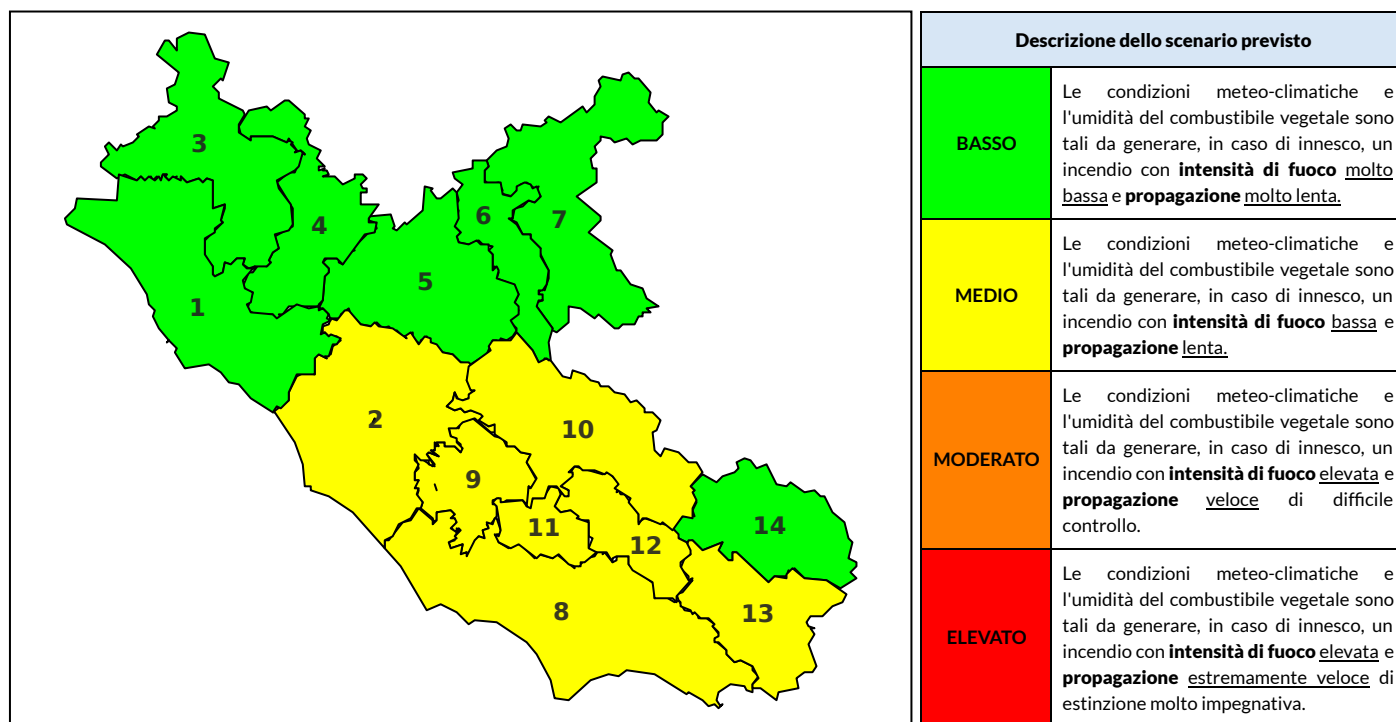 3
4
6
7
5
1
2
10
9
11
12
14
8
13
Descrizione dello scenario previsto
BASSO
Le condizioni meteo-climatiche e
l'umidità del combustibile vegetale sono
tali da generare, in caso di innesco, un
incendio con intensità di fuoco molto
bassa e propagazione molto lenta.
MEDIO
Le condizioni meteo-climatiche e
l'umidità del combustibile vegetale sono
tali da generare, in caso di innesco, un
incendio con intensità di fuoco bassa e
propagazione lenta.
MODERATO
Le condizioni meteo-climatiche e
l'umidità del combustibile vegetale sono
tali da generare, in caso di innesco, un
incendio con intensità di fuoco elevata e
propagazione veloce di difficile
controllo.
ELEVATO
Le condizioni meteo-climatiche e
l'umidità del combustibile vegetale sono
tali da generare, in caso di innesco, un
incendio con intensità di fuoco elevata e
propagazione estremamente veloce di
estinzione molto impegnativa.